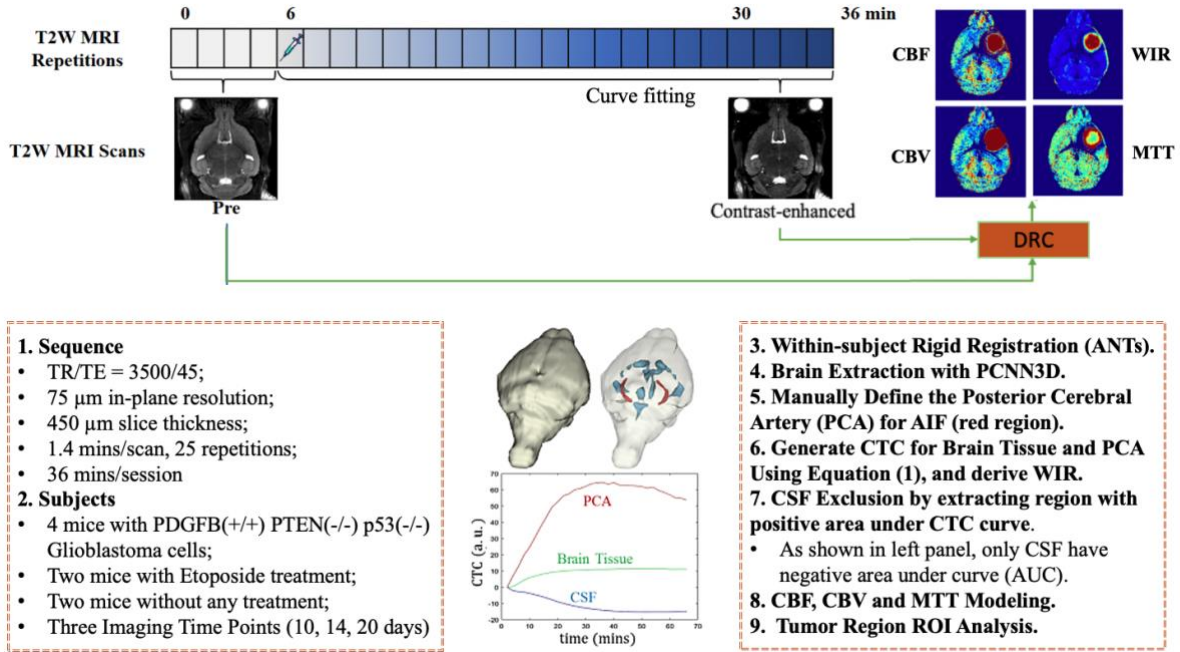 0 6 30 36 min
T2W MRI
Repetitions
Curve fitting
T2W MRI Scans
Pre
Contrast-enhanced
CBF
WIR
CBV
MTT
DRC
1. Sequence
• TR/TE = 3500/45;
• 75 µm in-plane resolution;
• 450 µm slice thickness;
• 1.4 mins/scan, 25 repetitions;
• 36 mins/session
2. Subjects
• 4 mice with PDGFB(+/+) PTEN(-/-) p53(-/-)
Glioblastoma cells;
• Two mice with Etoposide treatment;
• Two mice without any treatment;
• Three Imaging Time Points (10, 14, 20 days)
CTC (a. u.)
70
60
50
40
30
20
10
0
-10
-20
PCA
Brain Tissue
CSF
0 10 20 30 40 50 60 70
time (mins)
3. Within-subject Rigid Registration (ANTs).
4. Brain Extraction with PCNN3D.
5. Manually Define the Posterior Cerebral
Artery (PCA) for AIF (red region).
6. Generate CTC for Brain Tissue and PCA
Using Equation (1), and derive WIR.
7. CSF Exclusion by extracting region with
positive area under CTC curve.
• As shown in left panel, only CSF have
negative area under curve (AUC).
8. CBF, CBV and MTT Modeling.
9. Tumor Region ROI Analysis.